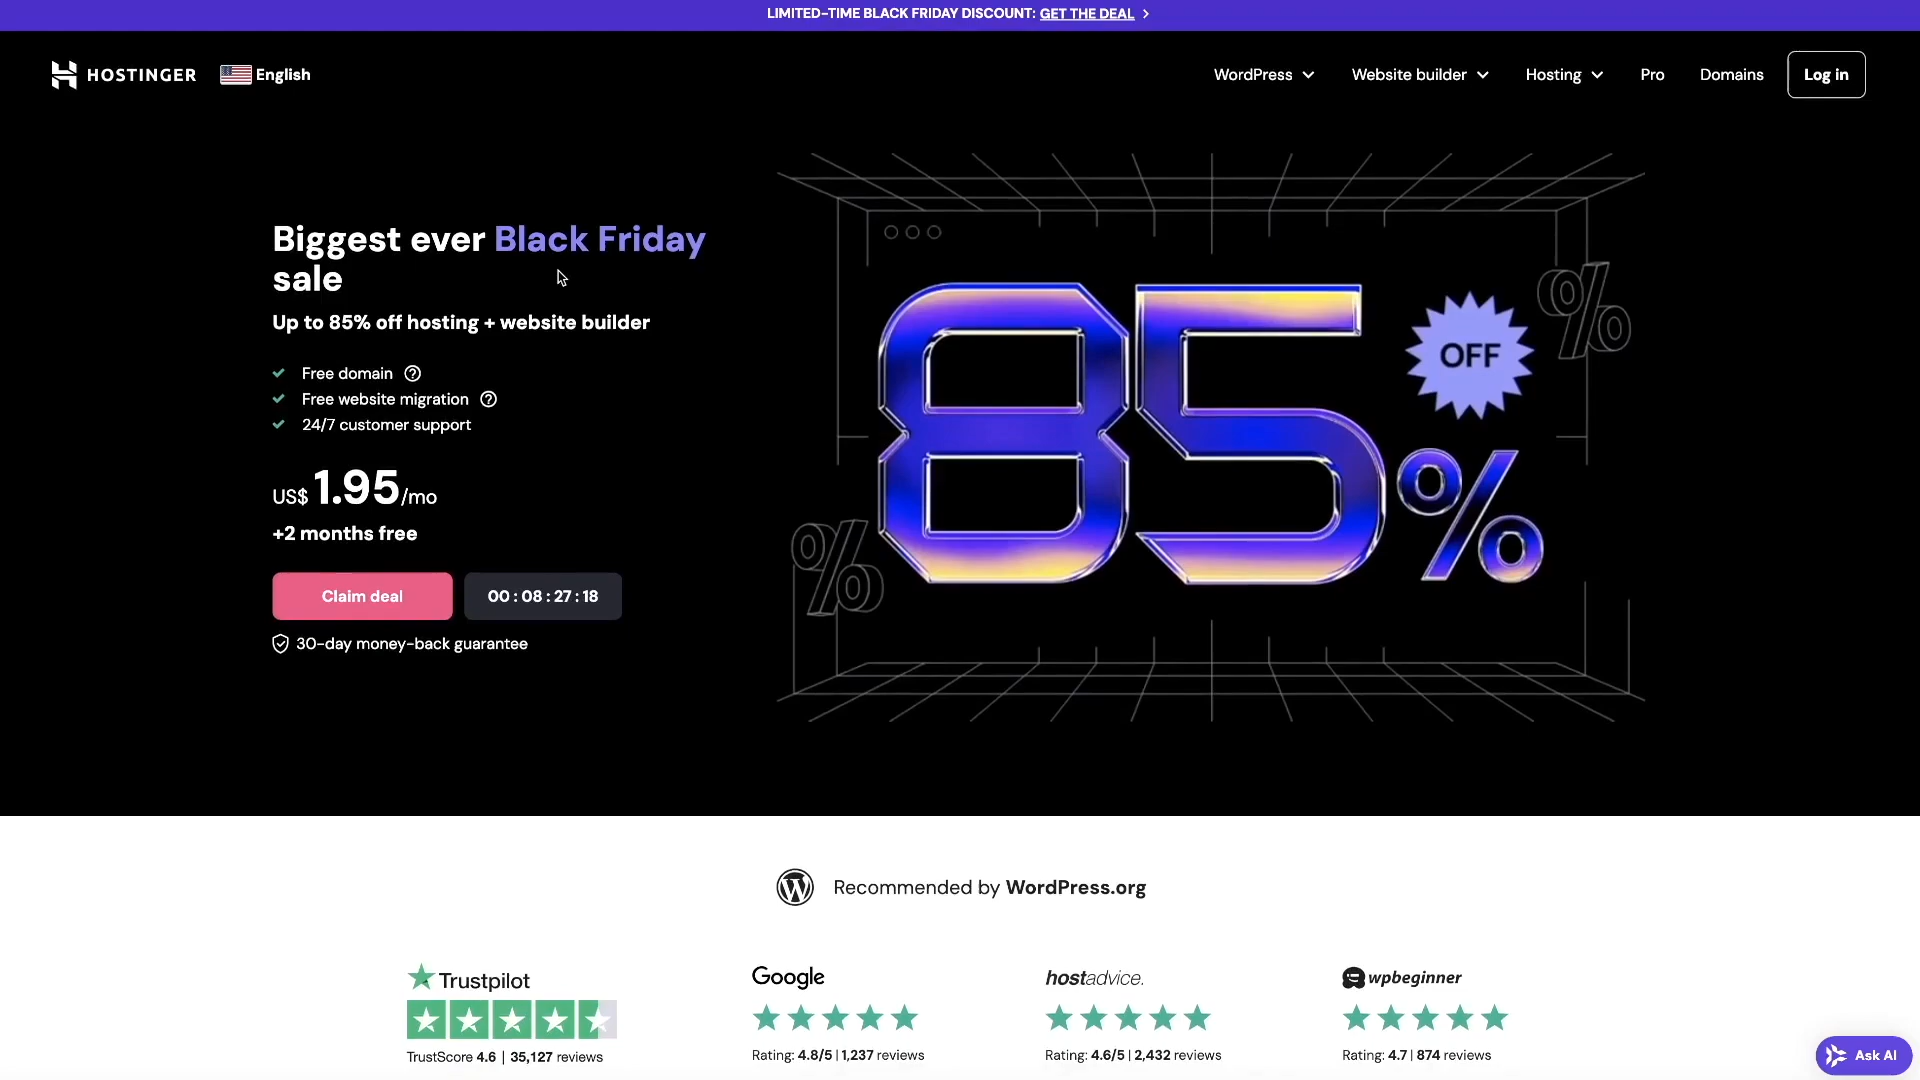 LIMITED-TIME BLACK FRIDAY DISCOUNT: GET THE DEAL
HOSTINGER English WordPress Website builder Hosting Pro Domains Log in
Biggest ever Black Friday
sale
Up to 85% off hosting + website builder
Free domain
Free website migration
24/7 customer support
US$ 1.95/mo
+2 months free
Claim deal 00 : 08 : 27 : 18
30-day money-back guarantee
85%
OFF
%
%
Recommended by WordPress.org
Trustpilot
TrustScore 4.6 | 35,127 reviews
Google
Rating: 4.8/5 | 1,237 reviews
hostadvice.
Rating: 4.6/5 | 2,432 reviews
wpbeginner
Rating: 4.7 | 874 reviews
Ask AI